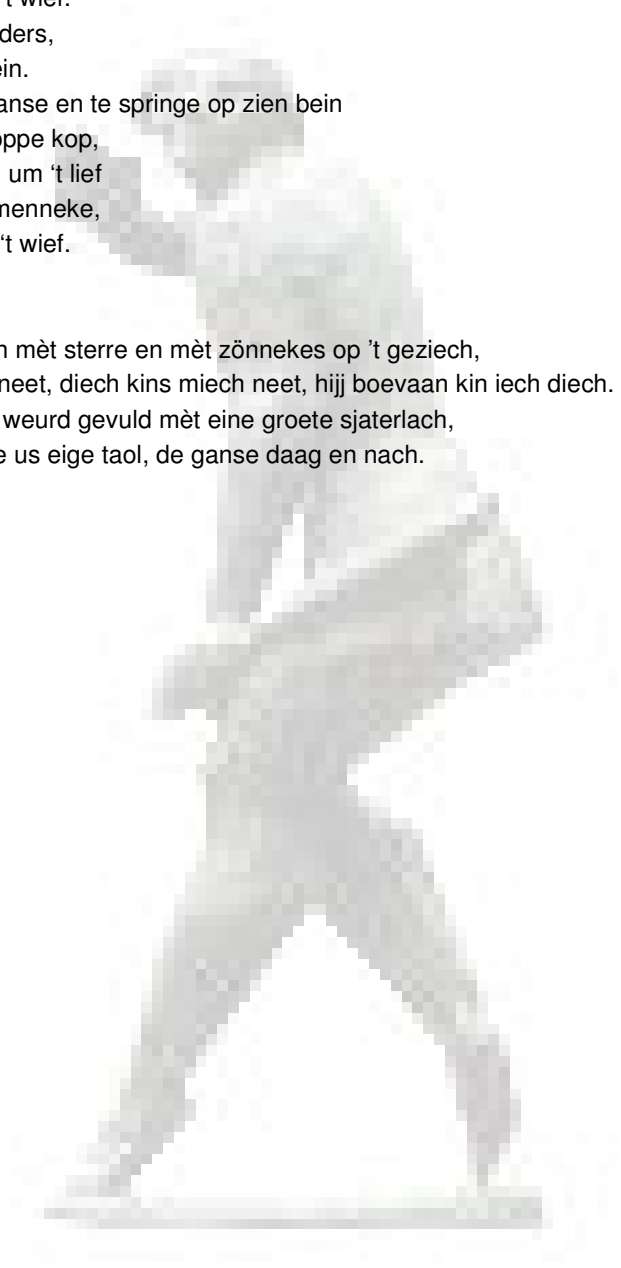 ‘t wief.
ders,
ein.
anse en te springe op zien bein
oppe kop,
um ‘t lief
menneke,
‘t wief.
n mèt sterre en mèt zönnekes op ’t geziech,
neet, diech kins miech neet, hijj boevaan kin iech diech.
weurd gevuld mèt eine groete sjaterlach,
e us eige taol, de ganse daag en nach.